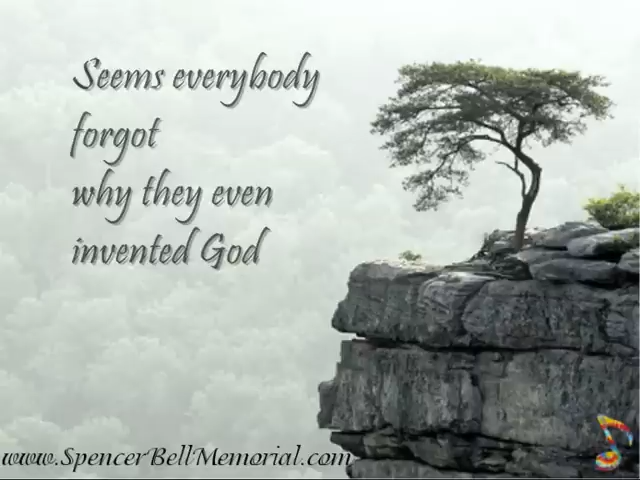 Seems everybody
forgot
why they even
invented God
www.SpencerBellMemorial.com